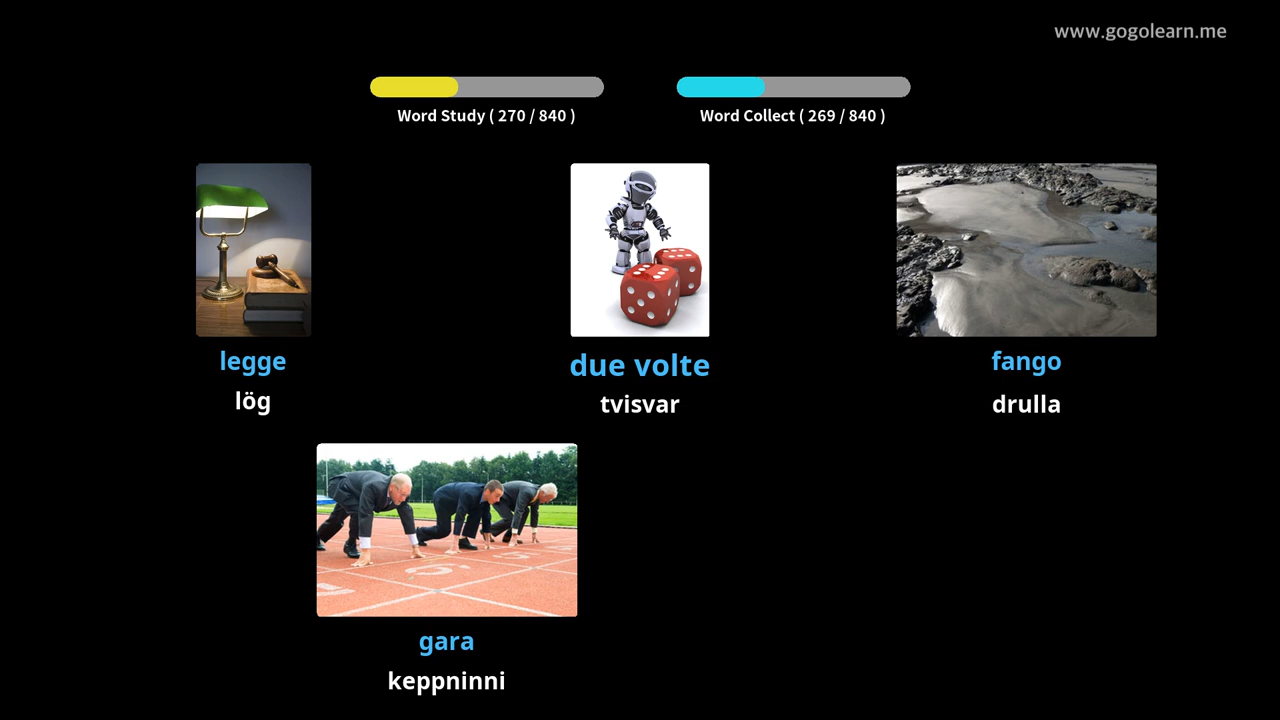 www.gogolearn.me
Word Study ( 270 / 840 )
Word Collect ( 269 / 840 )
legge
due volte
fango
lög
tvisvar
drulla
gara
keppninni